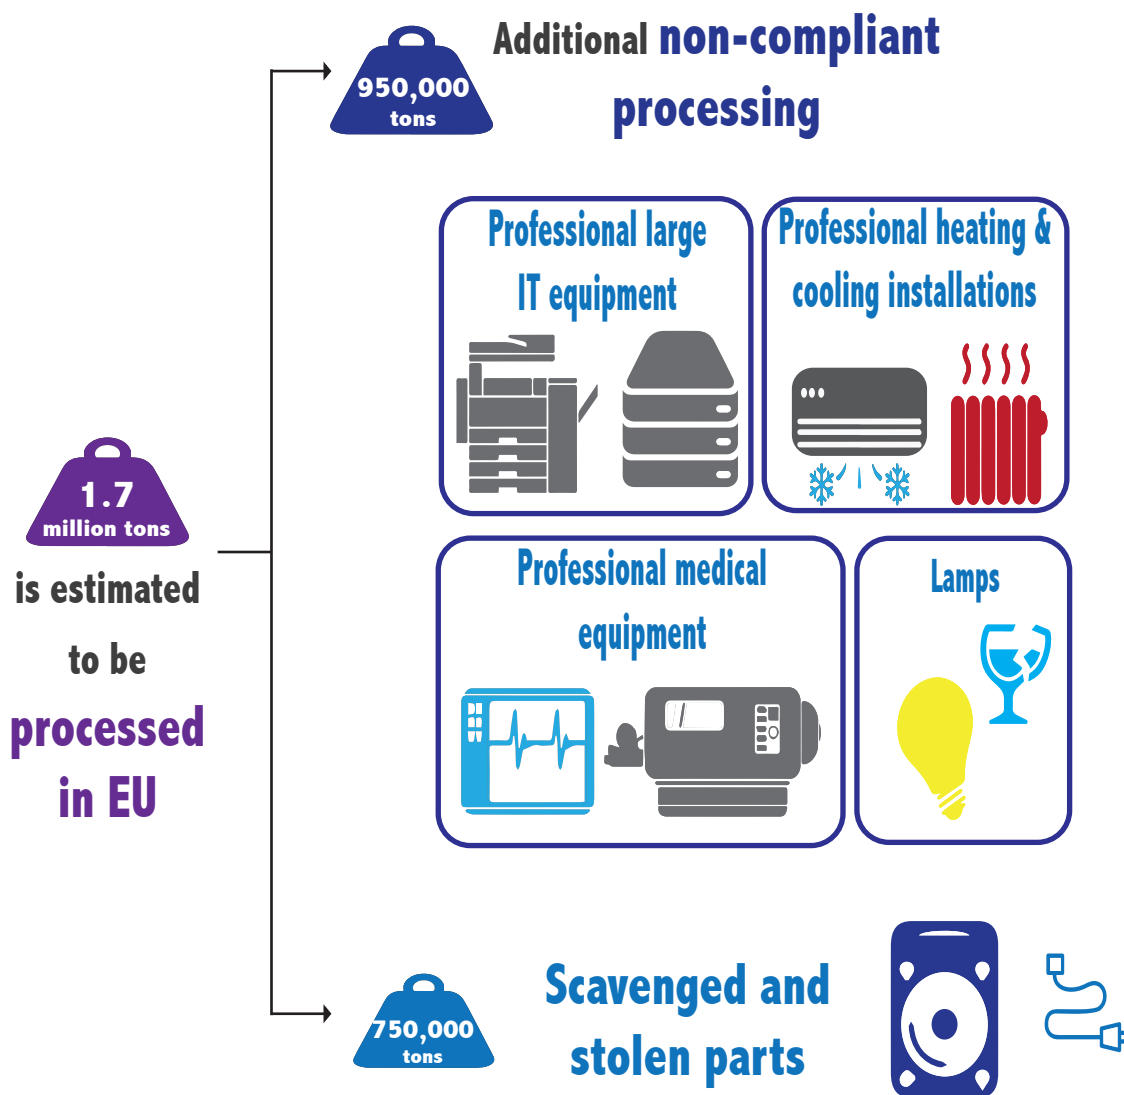 950,000
tons
Additional non-compliant
processing
Professional large
IT equipment
Professional heating &
cooling installations
1.7
million tons
is estimated
to be
processed
in EU
Professional medical
equipment
Lamps
750,000
tons
Scavenged and
stolen parts